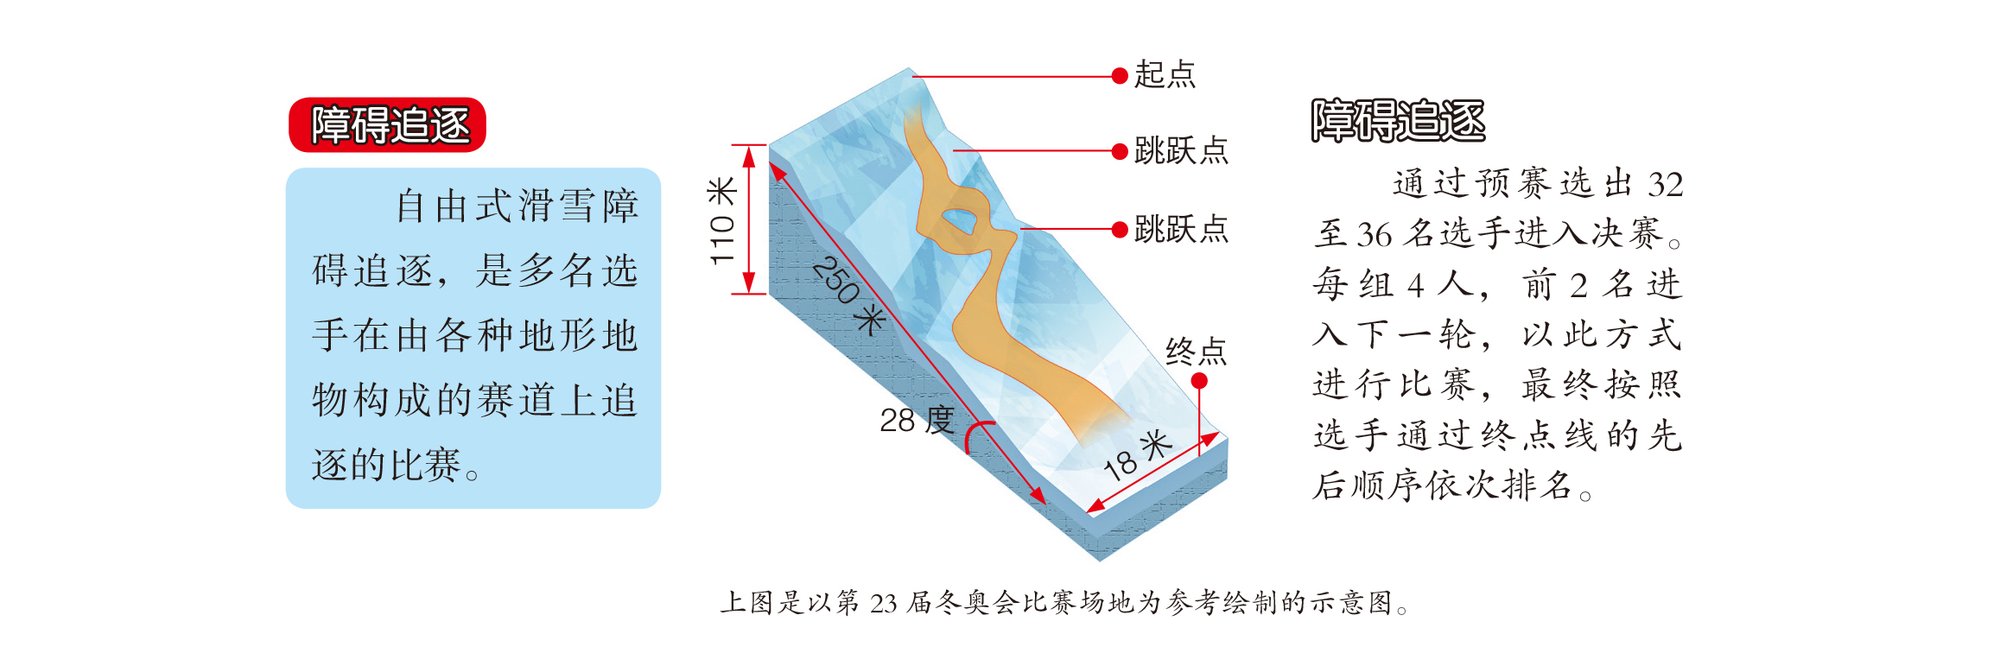 障碍追逐
自由式滑雪障
碍追逐，是多名选
手在由各种地形地
物构成的赛道上追
逐的比赛。
起点
跳跃点
跳跃点
110 米
250 米
28 度
终点
18 米
障碍追逐
通过预赛选出 32
至 36 名选手进入决赛。
每组 4 人，前 2 名进
入下一轮，以此方式
进行比赛，最终按照
选手通过终点线的先
后顺序依次排名。
上图是以第 23 届冬奥会比赛场地为参考绘制的示意图。